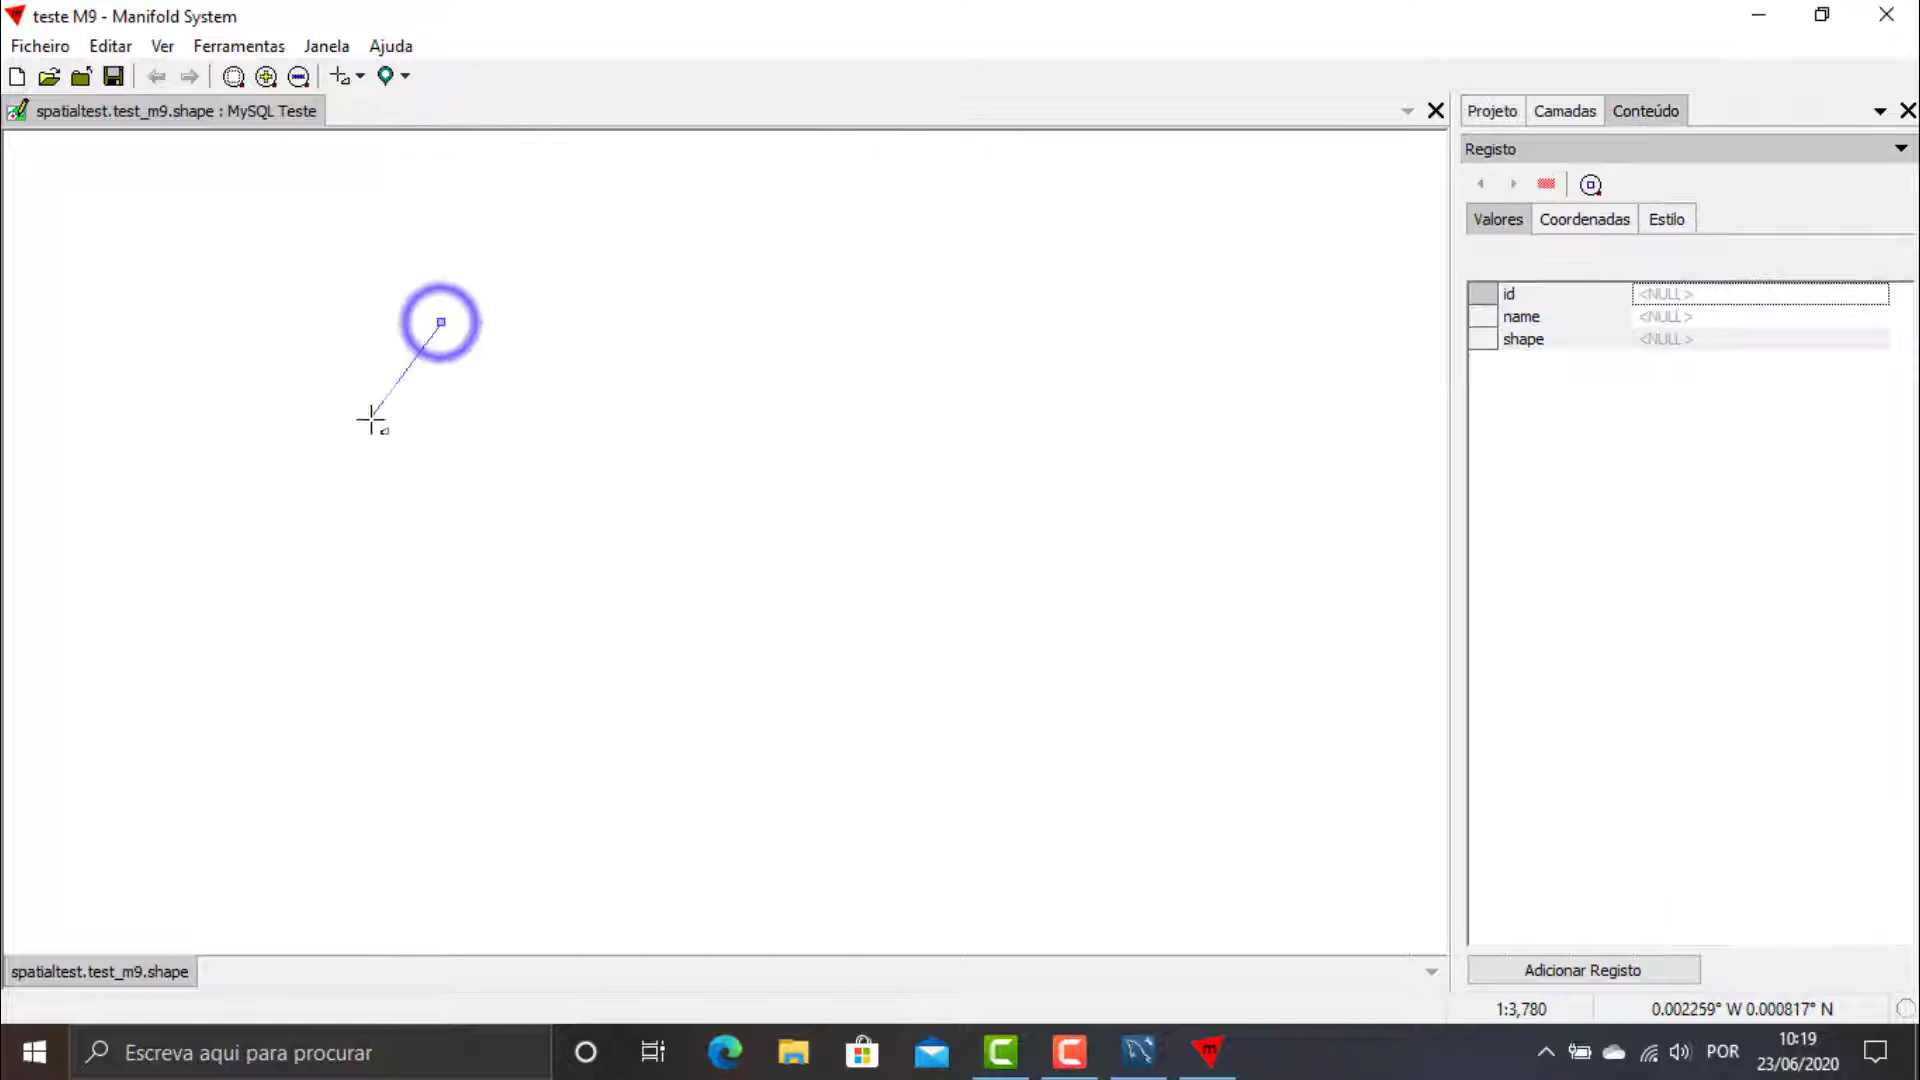 teste M9 - Manifold System
Ficheiro Editar Ver Ferramentas Janela Ajuda
spatialtest.test_m9.shape : MySQL Teste
Projeto Camadas Conteúdo
Registo
Valores Coordenadas Estilo
id <NULL>
name <NULL>
shape <NULL>
spatialtest.test_m9.shape
Adicionar Registo
1:3,780 0.002259° W 0.000817° N
Escreva aqui para procurar
m
POR
10:19
23/06/2020